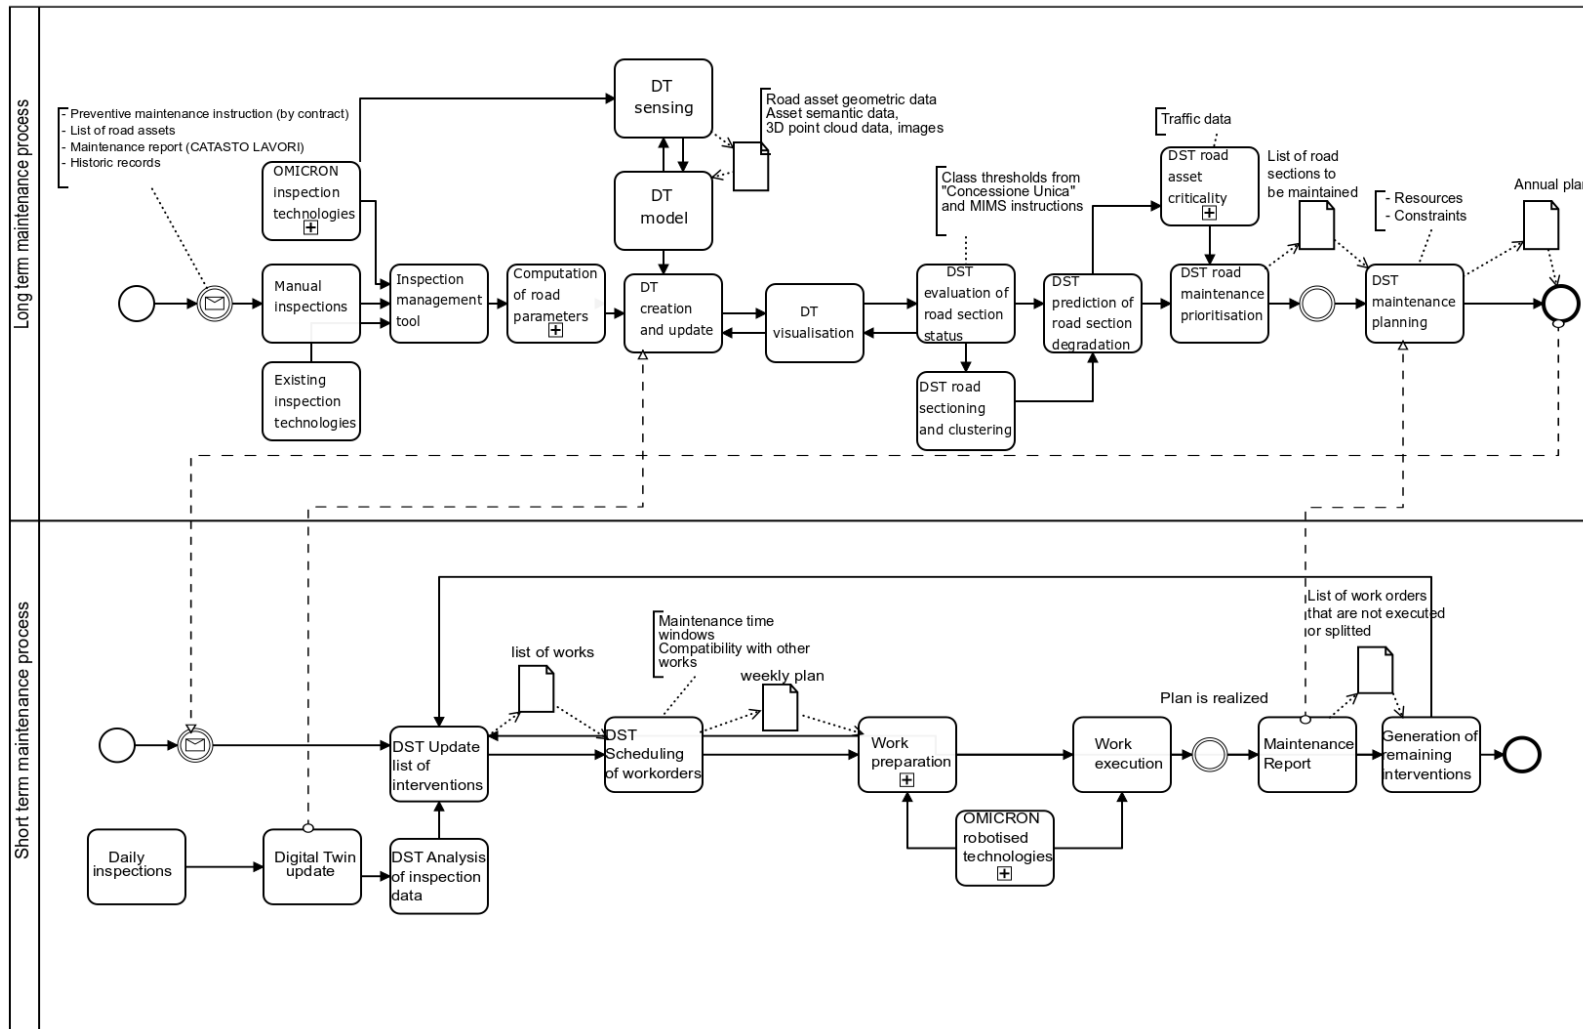 Long term maintenance process
- Preventive maintenance instruction (by contract)
- List of road assets
- Maintenance report (CATASTO LAVORI)
- Historic records
OMICRON
inspection
technologies
Manual
inspections
Existing
inspection
technologies
Inspection
management
tool
Computation
of road
parameters
DT
sensing
DT
model
Road asset geometric data
Asset semantic data,
3D point cloud data, images
DT
creation
and update
DT
visualisation
Class thresholds from
"Concessione Unica"
and MIMS instructions
DST
evaluation of
road section
status
DST road
sectioning
and clustering
DST
prediction of
road section
degradation
Traffic data
DST road
asset
criticality
DST road
maintenance
prioritisation
List of road
sections to
be maintained
- Resources
- Constraints
DST
maintenance
planning
Annual plan
Short term maintenance process
Daily
inspections
Digital Twin
update
DST Analysis
of inspection
data
DST Update
list of
interventions
list of works
Maintenance time
windows
Compatibility with other
works
DST
Scheduling
of workorders
weekly plan
Work
preparation
OMICRON
robotised
technologies
Work
execution
Plan is realized
Maintenance
Report
List of work orders
that are not executed
or splitted
Generation of
remaining
interventions